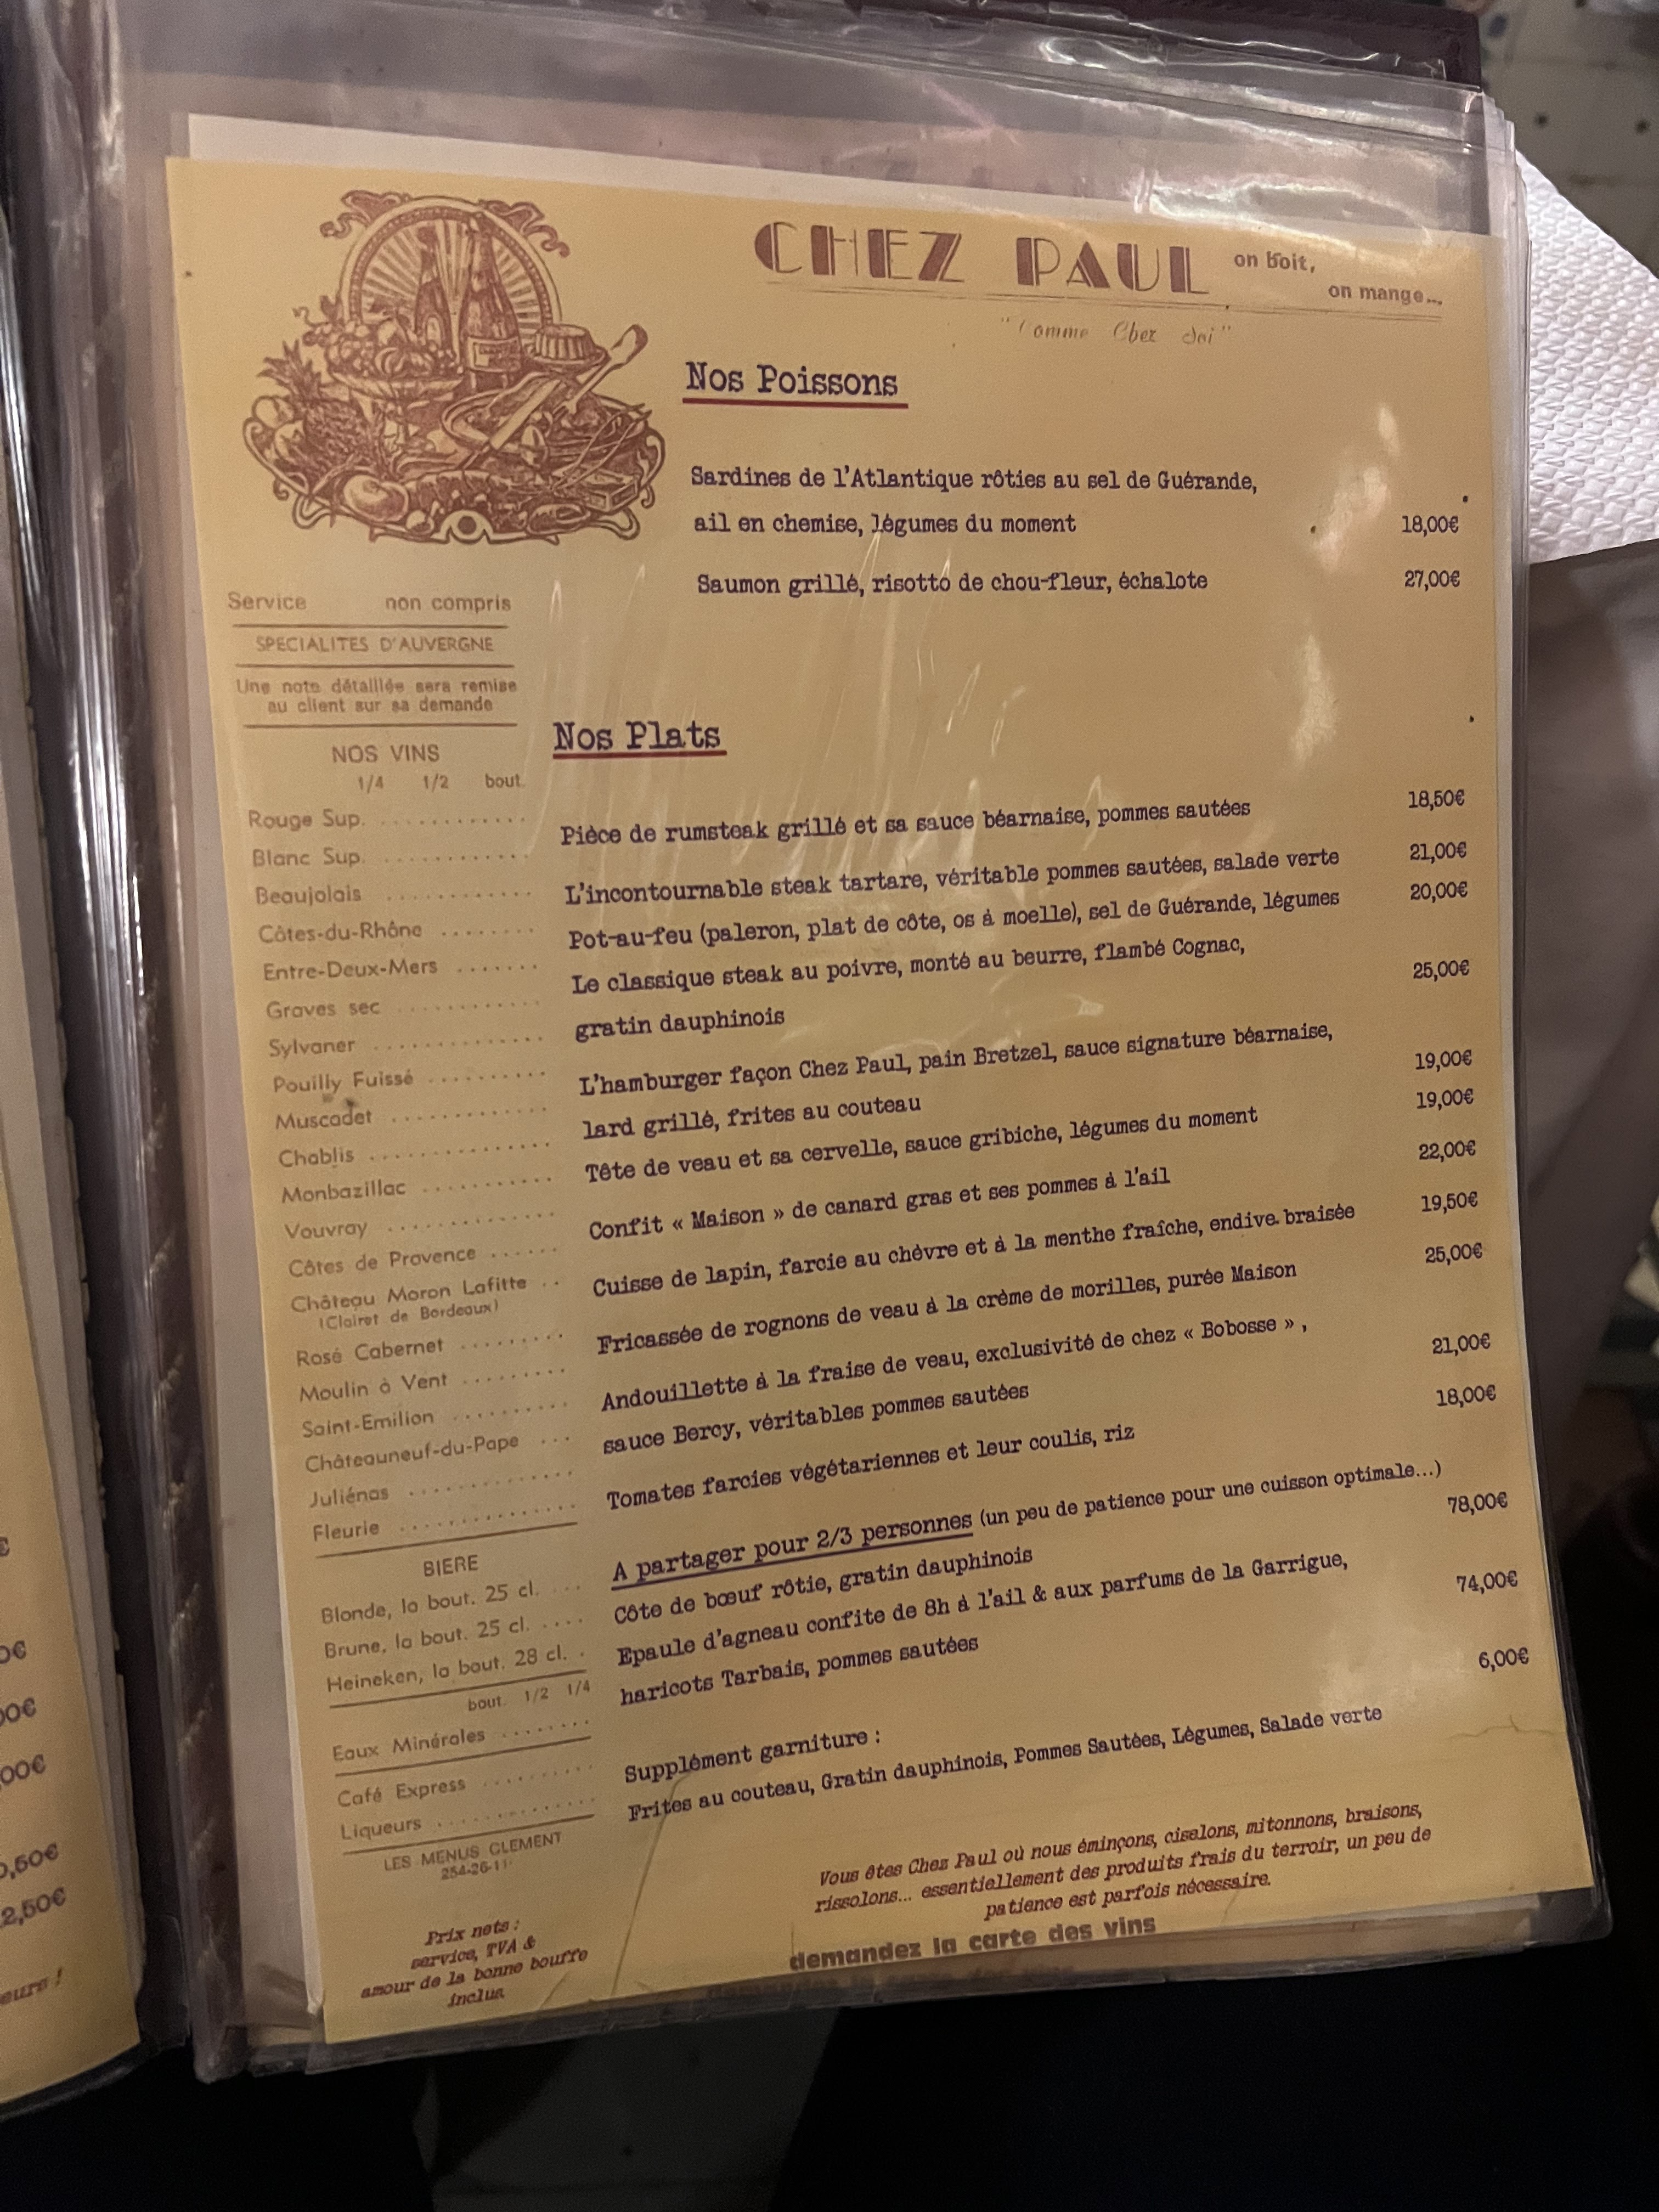 CHEZ PAUL
on boit,
on mange...
"Comme Chez Soi"
Nos Poissons
Sardines de l'Atlantique rôties au sel de Guérande,
ail en chemise, légumes du moment 18,00€
Saumon grillé, risotto de chou-fleur, échalote 27,00€
Service non compris
SPECIALITES D'AUVERGNE
Une note détaillée sera remise
au client sur sa demande
NOS VINS
1/4 1/2 bout.
Rouge Sup.
Blanc Sup.
Beaujolais
Côtes-du-Rhône
Entre-Deux-Mers
Graves sec
Sylvaner
Pouilly Fuissé
Muscadet
Chablis
Monbazillac
Vouvray
Côtes de Provence
Château Moron Lafitte
(Clairet de Bordeaux)
Rosé Cabernet
Moulin à Vent
Saint-Emilion
Châteauneuf-du-Pape
Juliénas
Fleurie
BIERE
Blonde, la bout. 25 cl.
Brune, la bout. 25 cl.
Heineken, la bout. 28 cl.
bout. 1/2 1/4
Eaux Minérales
Café Express
Liqueurs
LES MENUS CLEMENT
254-26-11
Prix nets :
service, TVA &
amour de la bonne bouffe
inclus
Nos Plats
Pièce de rumsteak grillé et sa sauce béarnaise, pommes sautées 18,50€
L'incontournable steak tartare, véritable pommes sautées, salade verte 21,00€
Pot-au-feu (paleron, plat de côte, os à moelle), sel de Guérande, légumes 20,00€
Le classique steak au poivre, monté au beurre, flambé Cognac,
gratin dauphinois 25,00€
L'hamburger façon Chez Paul, pain Bretzel, sauce signature béarnaise,
lard grillé, frites au couteau 19,00€
Tête de veau et sa cervelle, sauce gribiche, légumes du moment 19,00€
Confit « Maison » de canard gras et ses pommes à l'ail 22,00€
Cuisse de lapin, farcie au chèvre et à la menthe fraîche, endive braisée 19,50€
Fricassée de rognons de veau à la crème de morilles, purée Maison 25,00€
Andouillette à la fraise de veau, exclusivité de chez « Bobosse » ,
sauce Bercy, véritables pommes sautées 21,00€
Tomates farcies végétariennes et leur coulis, riz 18,00€
A partager pour 2/3 personnes (un peu de patience pour une cuisson optimale...)
Côte de bœuf rôtie, gratin dauphinois 78,00€
Epaule d'agneau confite de 8h à l'ail & aux parfums de la Garrigue,
haricots Tarbais, pommes sautées 74,00€
Supplément garniture : 6,00€
Frites au couteau, Gratin dauphinois, Pommes Sautées, Légumes, Salade verte
Vous êtes Chez Paul où nous éminçons, ciselons, mitonnons, braisons,
rissolons... essentiellement des produits frais du terroir, un peu de
patience est parfois nécessaire.
demandez la carte des vins